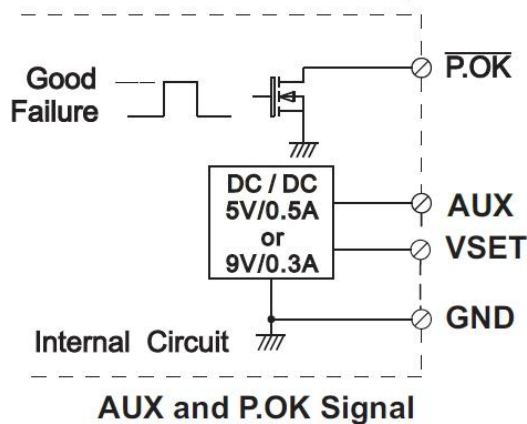 Good
Failure
P.OK
DC / DC
5V/0.5A
or
9V/0.3A
AUX
VSET
GND
Internal Circuit
AUX and P.OK Signal